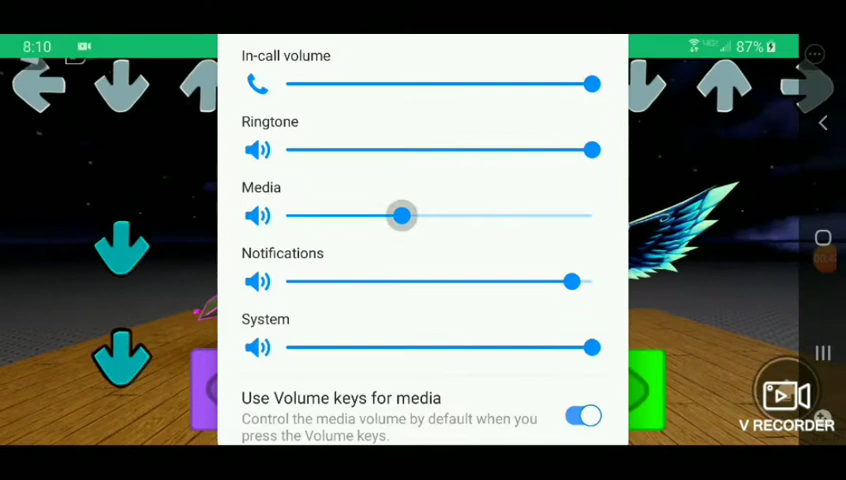 8:10
87%
In-call volume
Ringtone
Media
Notifications
System
Use Volume keys for media
Control the media volume by default when you
press the Volume keys.
V RECORDER